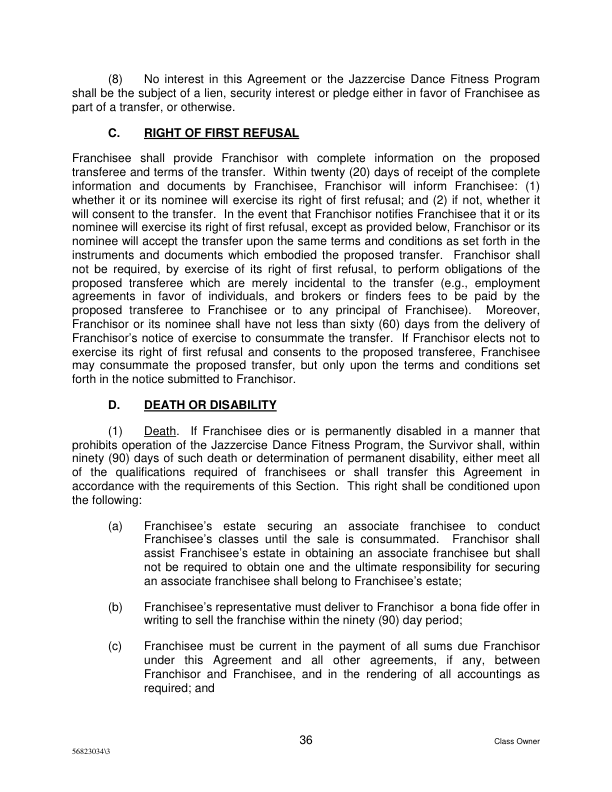 (8) No interest in this Agreement or the Jazzercise Dance Fitness Program
shall be the subject of a lien, security interest or pledge either in favor of Franchisee as
part of a transfer, or otherwise.
C. RIGHT OF FIRST REFUSAL
Franchisee shall provide Franchisor with complete information on the proposed
transferee and terms of the transfer. Within twenty (20) days of receipt of the complete
information and documents by Franchisee, Franchisor will inform Franchisee: (1)
whether it or its nominee will exercise its right of first refusal; and (2) if not, whether it
will consent to the transfer. In the event that Franchisor notifies Franchisee that it or its
nominee will exercise its right of first refusal, except as provided below, Franchisor or its
nominee will accept the transfer upon the same terms and conditions as set forth in the
instruments and documents which embodied the proposed transfer. Franchisor shall
not be required, by exercise of its right of first refusal, to perform obligations of the
proposed transferee which are merely incidental to the transfer (e.g., employment
agreements in favor of individuals, and brokers or finders fees to be paid by the
proposed transferee to Franchisee or to any principal of Franchisee). Moreover,
Franchisor or its nominee shall have not less than sixty (60) days from the delivery of
Franchisor's notice of exercise to consummate the transfer. If Franchisor elects not to
exercise its right of first refusal and consents to the proposed transferee, Franchisee
may consummate the proposed transfer, but only upon the terms and conditions set
forth in the notice submitted to Franchisor.
D. DEATH OR DISABILITY
(1) Death. If Franchisee dies or is permanently disabled in a manner that
prohibits operation of the Jazzercise Dance Fitness Program, the Survivor shall, within
ninety (90) days of such death or determination of permanent disability, either meet all
of the qualifications required of franchisees or shall transfer this Agreement in
accordance with the requirements of this Section. This right shall be conditioned upon
the following:
(a) Franchisee's estate securing an associate franchisee to conduct
Franchisee's classes until the sale is consummated. Franchisor shall
assist Franchisee's estate in obtaining an associate franchisee but shall
not be required to obtain one and the ultimate responsibility for securing
an associate franchisee shall belong to Franchisee's estate;
(b) Franchisee's representative must deliver to Franchisor a bona fide offer in
writing to sell the franchise within the ninety (90) day period;
(c) Franchisee must be current in the payment of all sums due Franchisor
under this Agreement and all other agreements, if any, between
Franchisor and Franchisee, and in the rendering of all accountings as
required; and
36
Class Owner
56823034\3